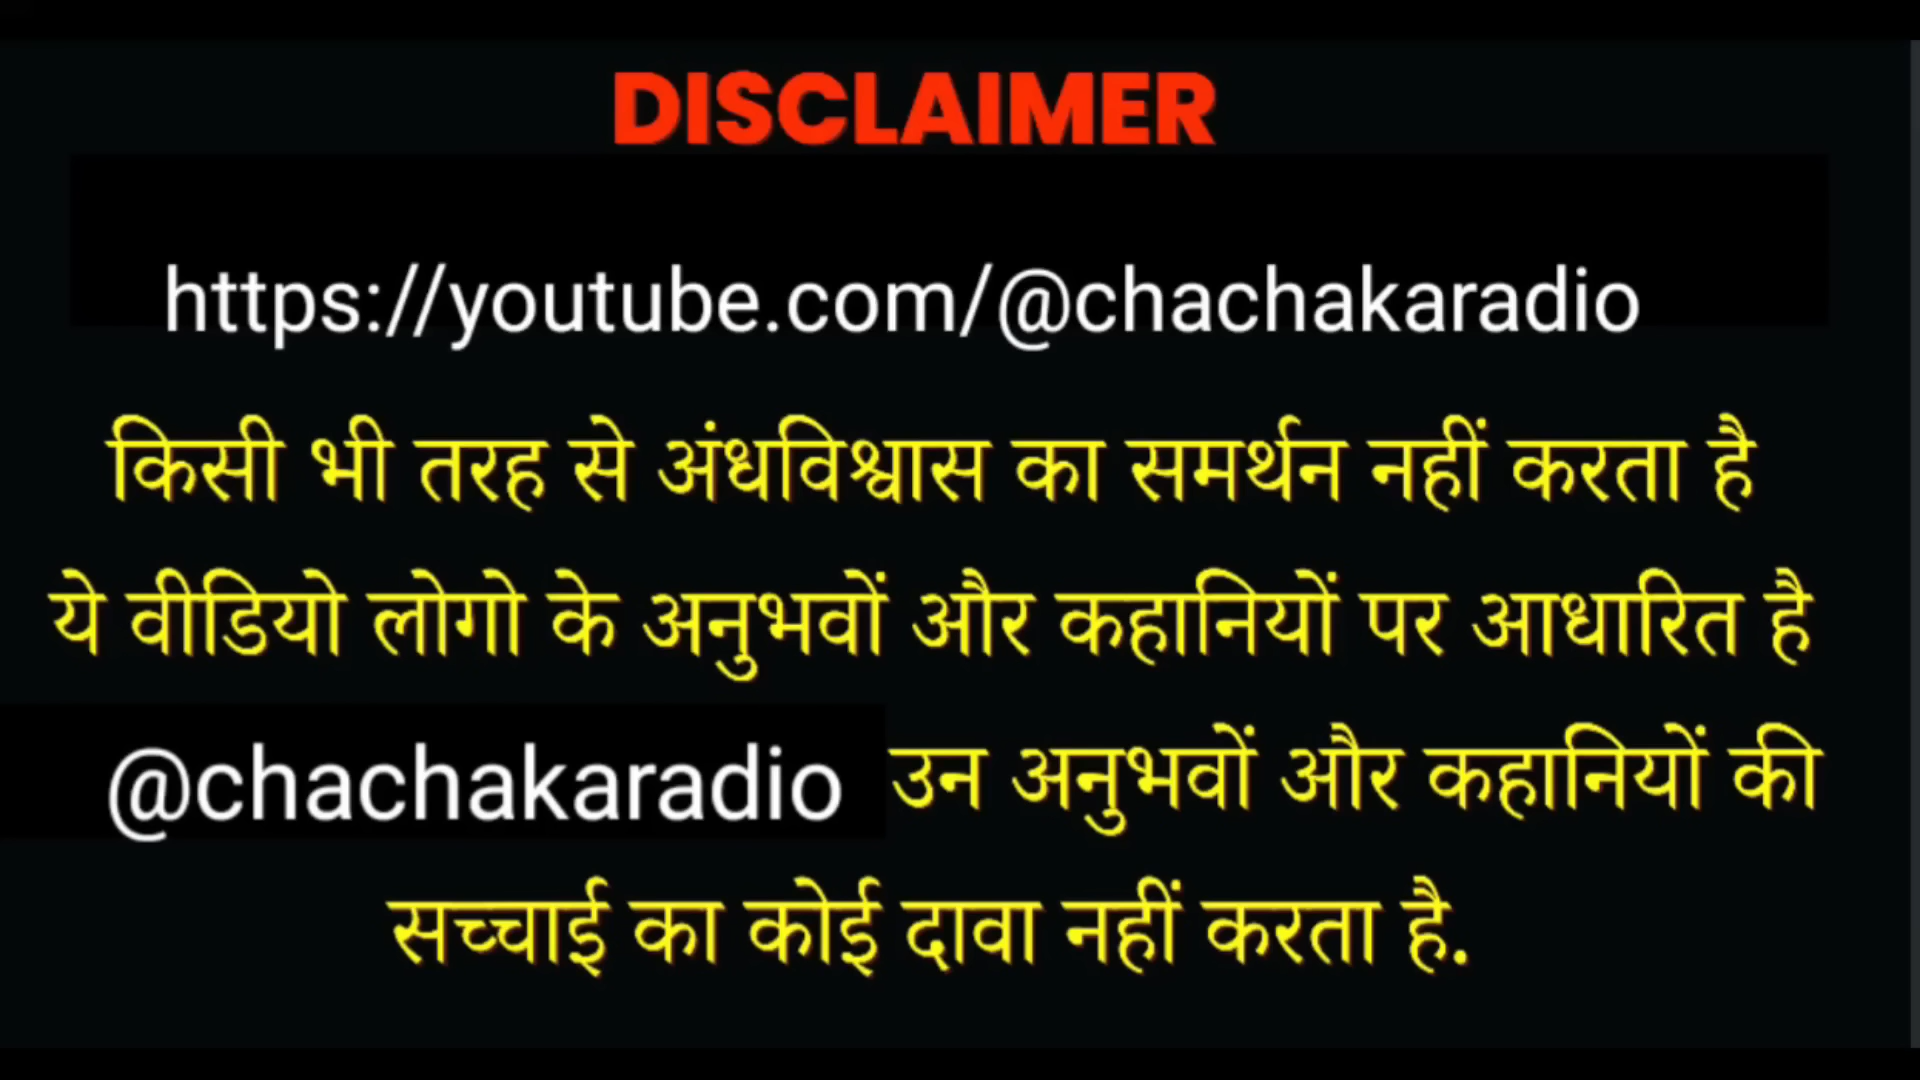 DISCLAIMER
https://youtube.com/@chachakaradio
किसी भी तरह से अंधविश्वास का समर्थन नहीं करता है
ये वीडियो लोगो के अनुभवों और कहानियों पर आधारित है
@chachakaradio उन अनुभवों और कहानियों की
सच्चाई का कोई दावा नहीं करता है.